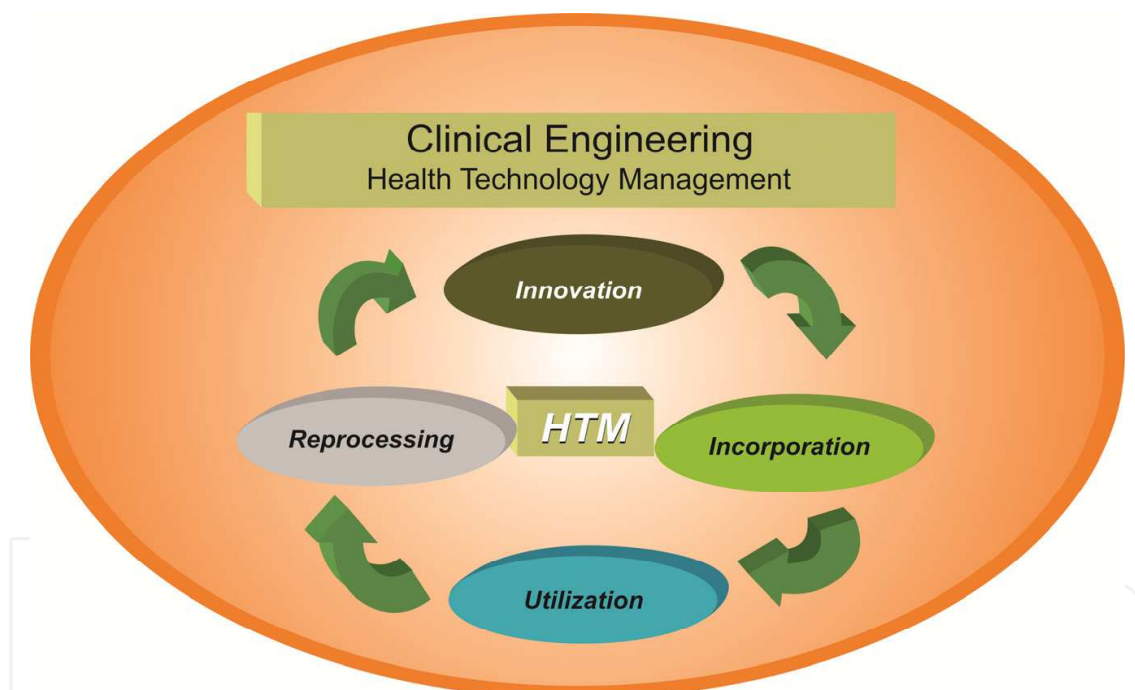 Clinical Engineering
Health Technology Management
Innovation
Reprocessing
HTM
Incorporation
Utilization